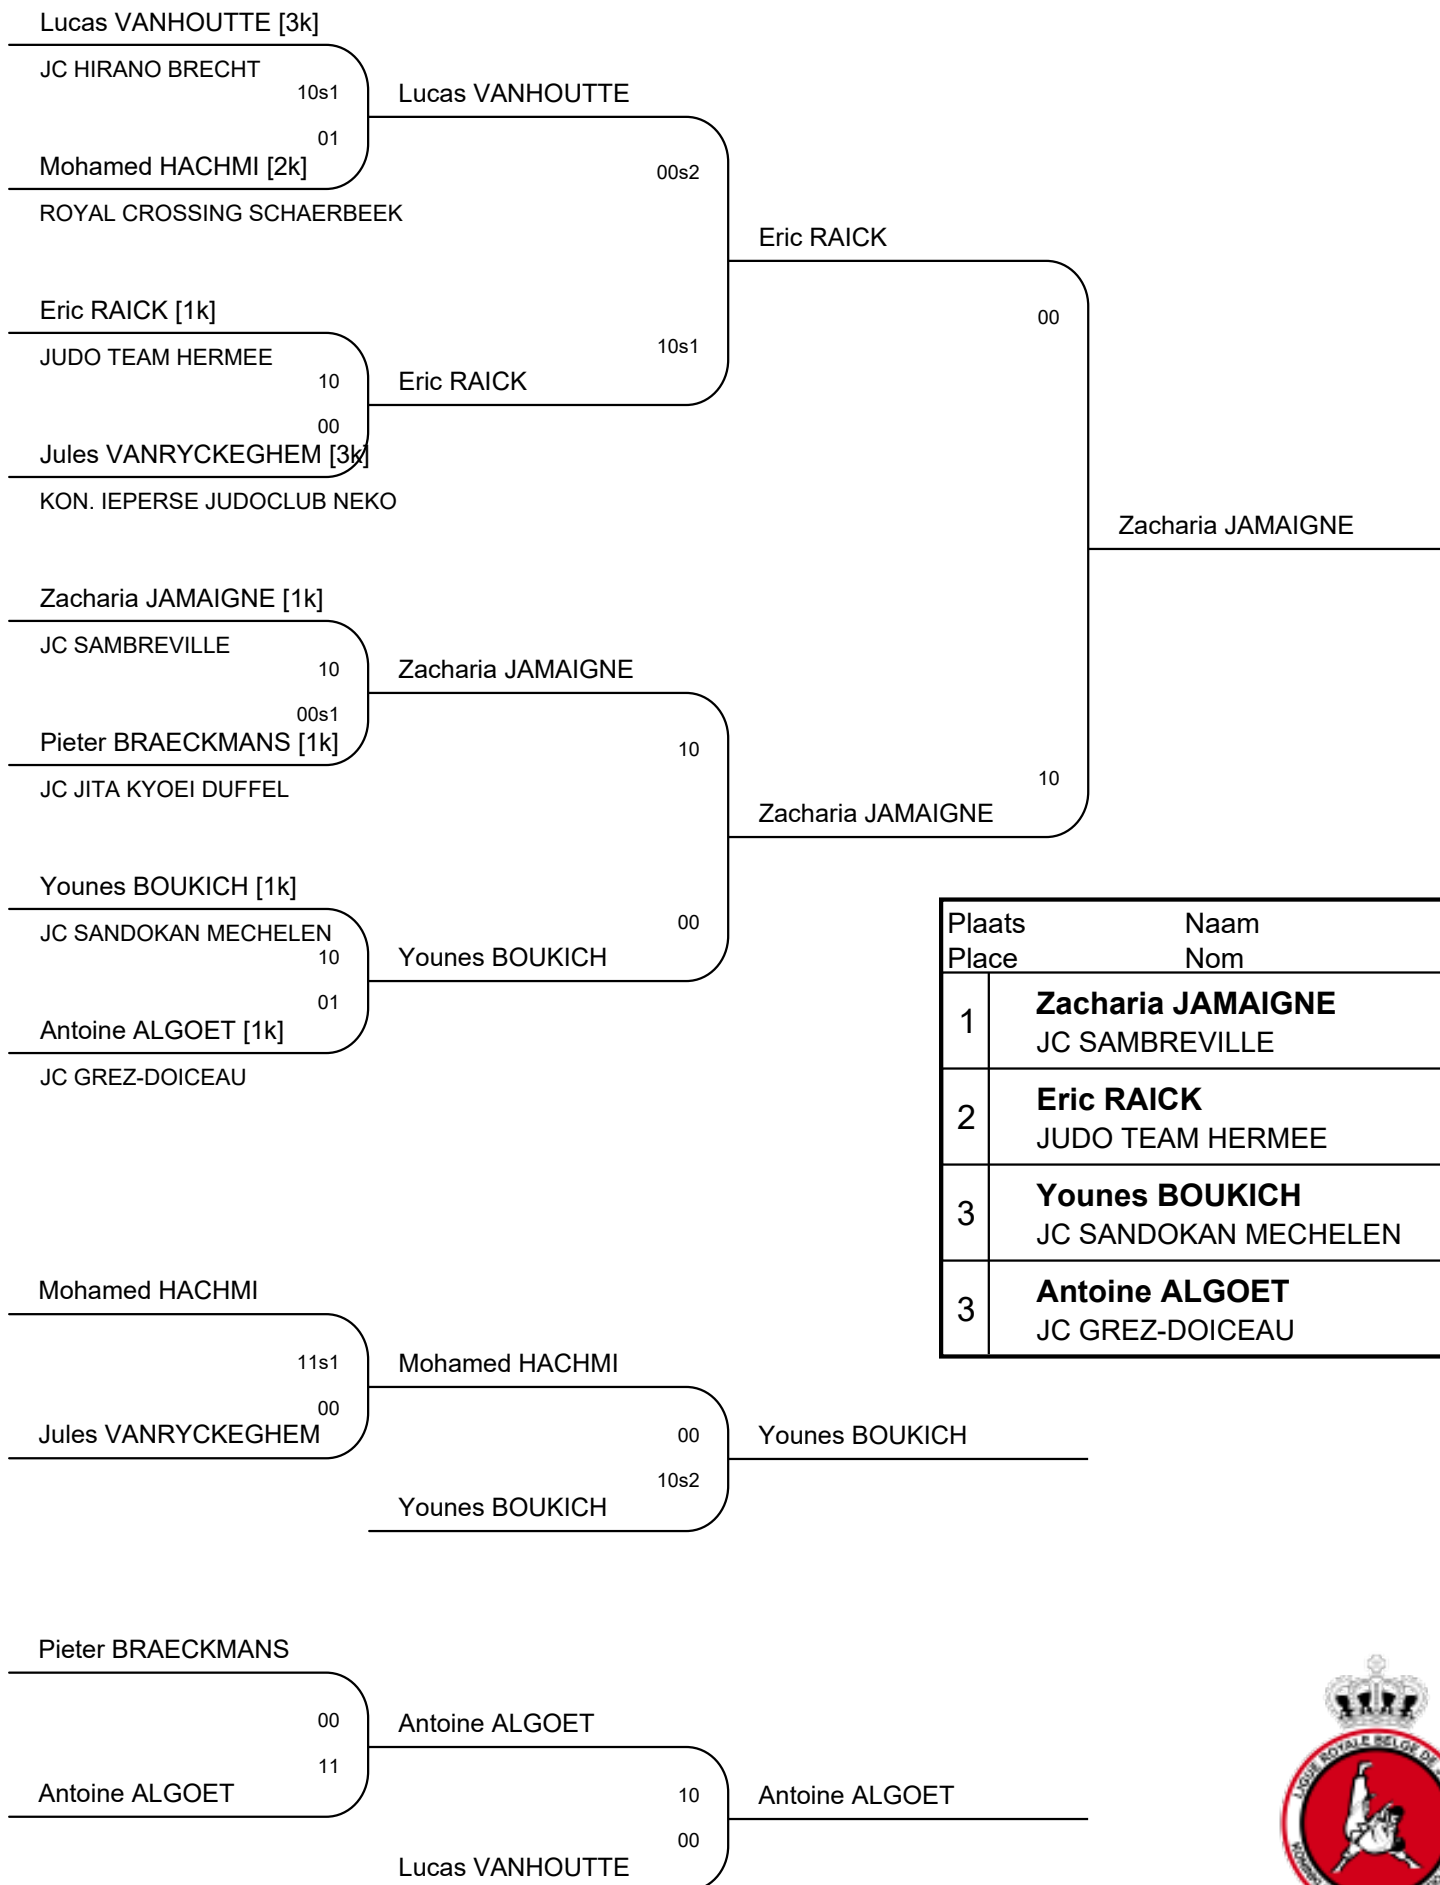 Lucas VANHOUTTE [3k]
JC HIRANO BRECHT
10s1
Lucas VANHOUTTE
01
Mohamed HACHMI [2k]
00s2
ROYAL CROSSING SCHAERBEEK
Eric RAICK
Eric RAICK [1k]
00
JUDO TEAM HERMEE
10s1
10
Eric RAICK
00
Jules VANRYCKEGHEM [3k]
KON. IEPERSE JUDOCLUB NEKO
Zacharia JAMAIGNE
Zacharia JAMAIGNE [1k]
JC SAMBREVILLE
10
Zacharia JAMAIGNE
00s1
Pieter BRAECKMANS [1k]
10
JC JITA KYOEI DUFFEL
10
Zacharia JAMAIGNE
Younes BOUKICH [1k]
JC SANDOKAN MECHELEN
00
10
Younes BOUKICH
01
Antoine ALGOET [1k]
JC GREZ-DOICEAU
Plaats Naam
Place Nom
1 Zacharia JAMAIGNE
JC SAMBREVILLE
2 Eric RAICK
JUDO TEAM HERMEE
3 Younes BOUKICH
JC SANDOKAN MECHELEN
3 Antoine ALGOET
JC GREZ-DOICEAU
Mohamed HACHMI
11s1
Mohamed HACHMI
00
Jules VANRYCKEGHEM
00
Younes BOUKICH
10s2
Younes BOUKICH
Pieter BRAECKMANS
00
Antoine ALGOET
11
Antoine ALGOET
10
Antoine ALGOET
00
Lucas VANHOUTTE
LIGUE ROYALE BELGE DE